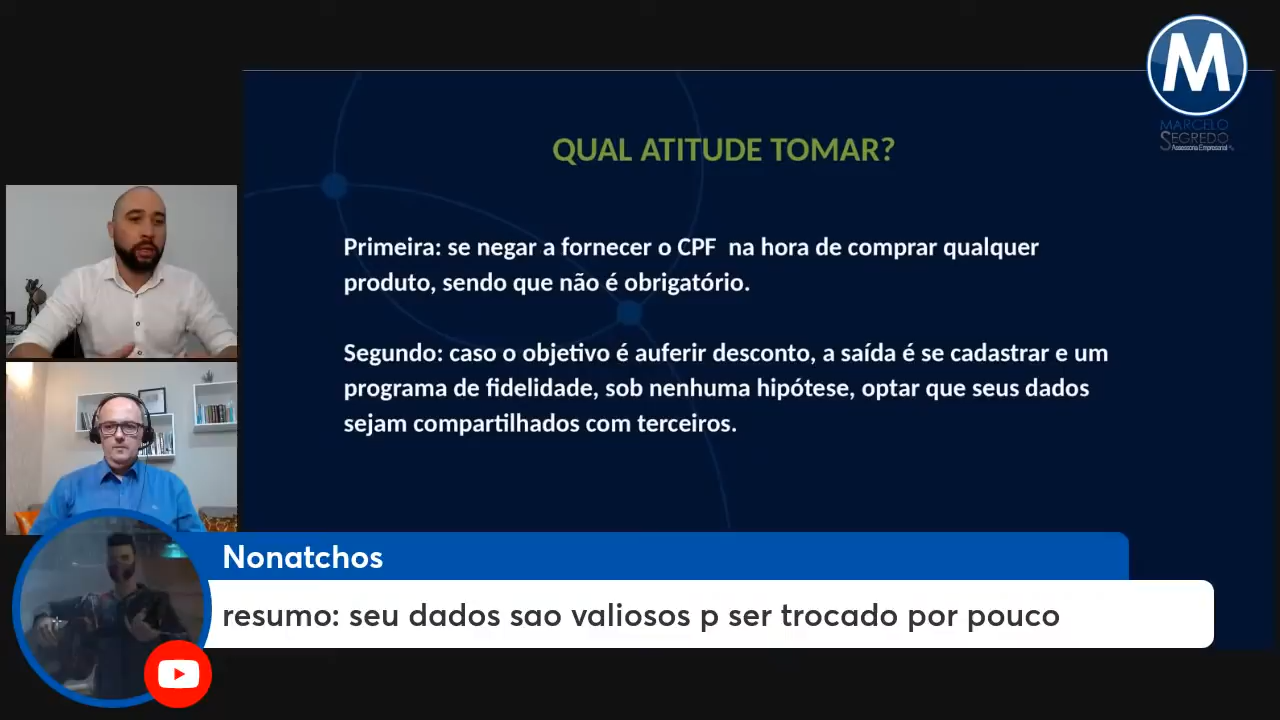 M
MARCELO
SEGREDO
Assessoria Empresarial
QUAL ATITUDE TOMAR?
Primeira: se negar a fornecer o CPF na hora de comprar qualquer
produto, sendo que não é obrigatório.
Segundo: caso o objetivo é auferir desconto, a saída é se cadastrar e um
programa de fidelidade, sob nenhuma hipótese, optar que seus dados
sejam compartilhados com terceiros.
Nonatchos
resumo: seu dados sao valiosos p ser trocado por pouco